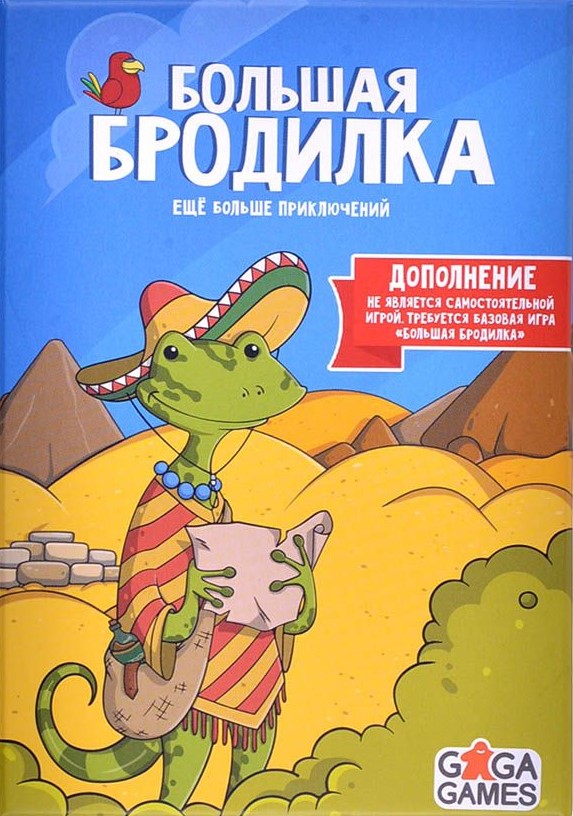 БОЛЬШАЯ
БРОДИЛКА
ЕЩЁ БОЛЬШЕ ПРИКЛЮЧЕНИЙ
ДОПОЛНЕНИЕ
НЕ ЯВЛЯЕТСЯ САМОСТОЯТЕЛЬНОЙ
ИГРОЙ. ТРЕБУЕТСЯ БАЗОВАЯ ИГРА
«БОЛЬШАЯ БРОДИЛКА»
GAGA
GAMES